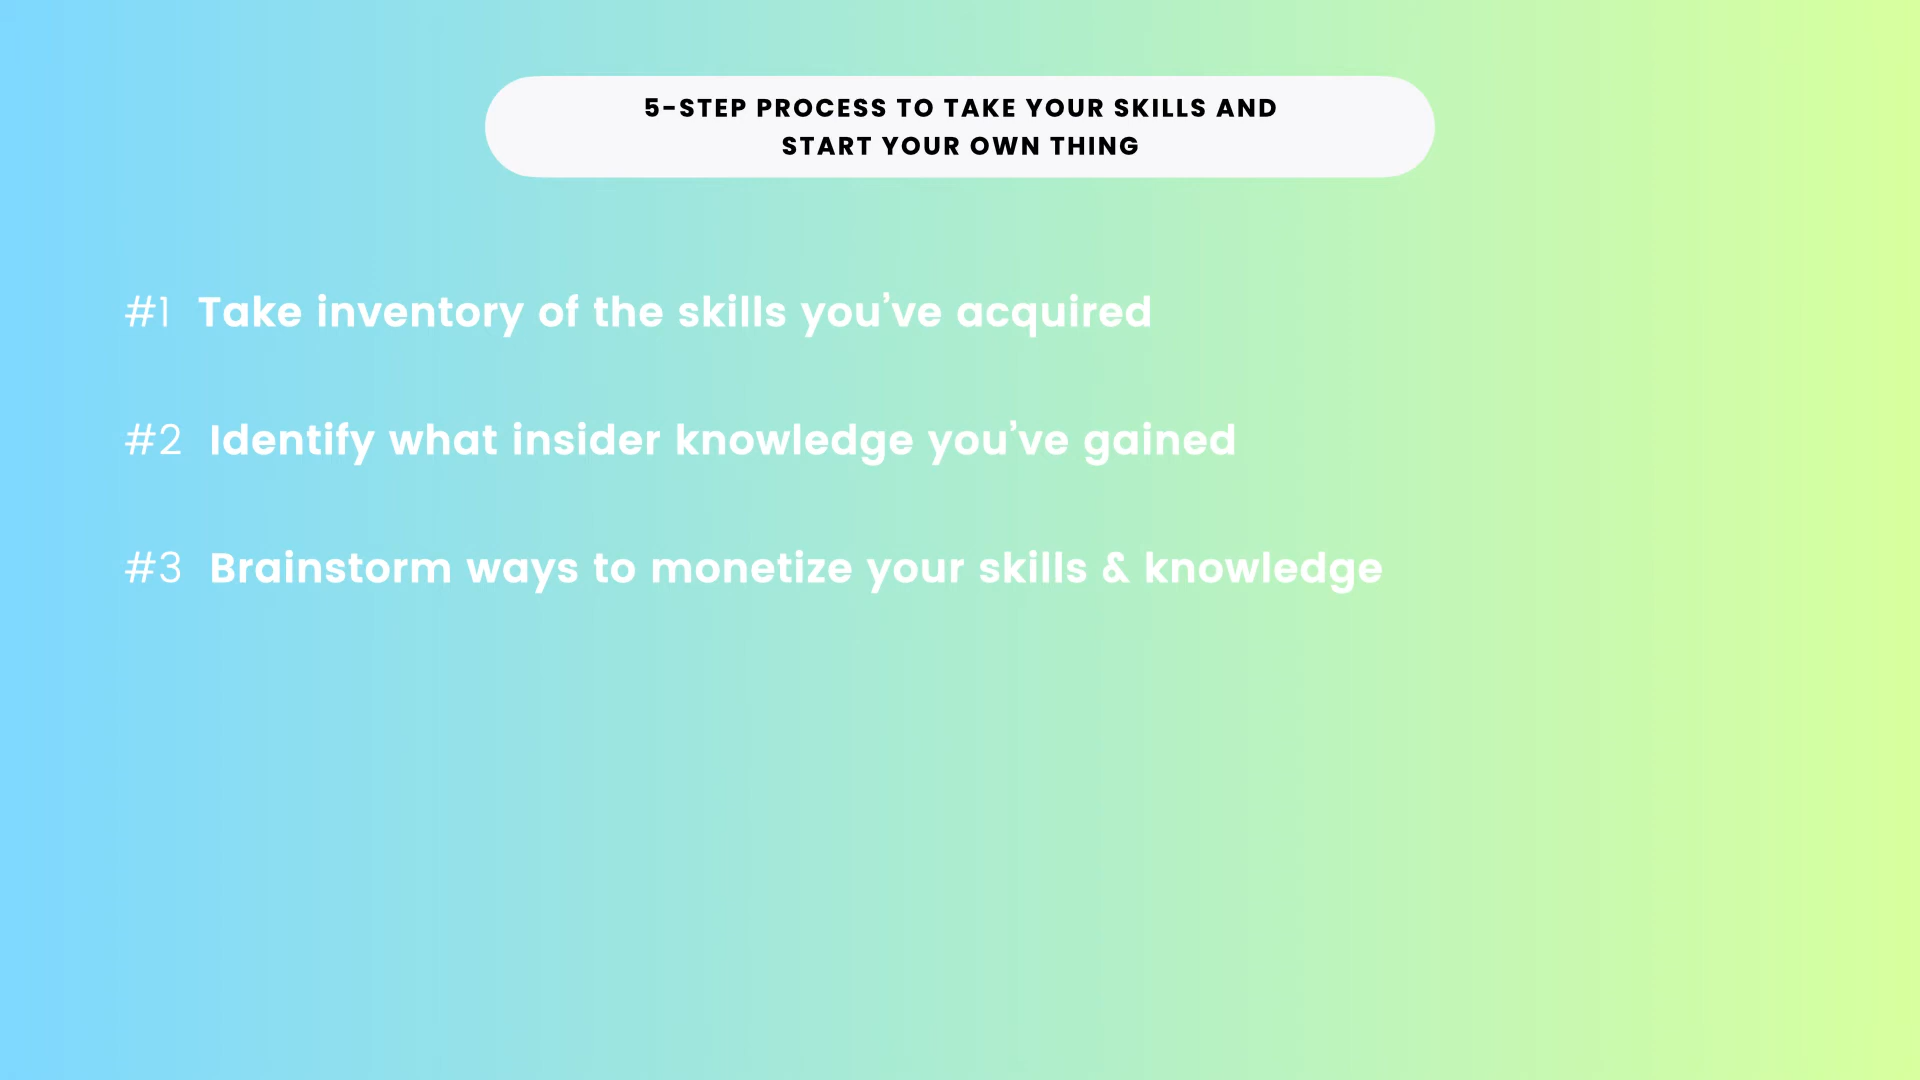 5-STEP PROCESS TO TAKE YOUR SKILLS AND
START YOUR OWN THING
#1 Take inventory of the skills you’ve acquired
#2 Identify what insider knowledge you’ve gained
#3 Brainstorm ways to monetize your skills & knowledge